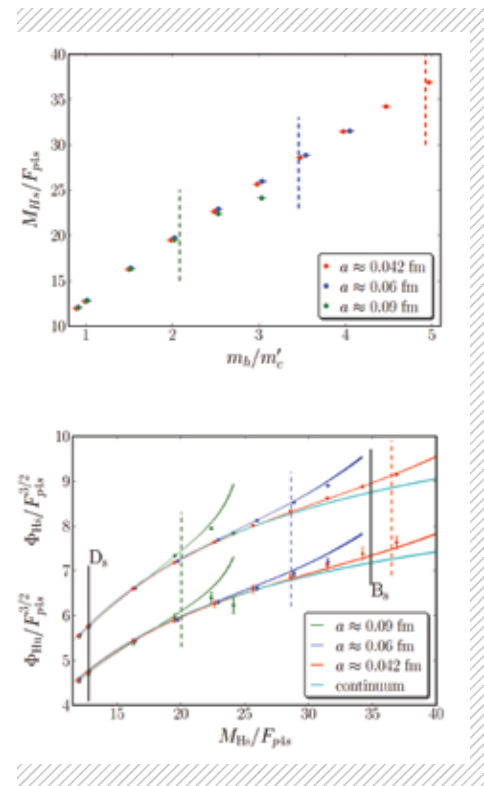 40
35
30
25
20
15
10
M_{Hs}/F_{p4s}
a ≈ 0.042 fm
a ≈ 0.06 fm
a ≈ 0.09 fm
1 2 3 4 5
m_h/m'_c
10
9
8
7
6
5
4
Φ_{Hs}/F^{3/2}_{p4s}
Φ_{Hu}/F^{3/2}_{p4s}
D_s
B_s
a ≈ 0.09 fm
a ≈ 0.06 fm
a ≈ 0.042 fm
continuum
15 20 25 30 35 40
M_{Hs}/F_{p4s}